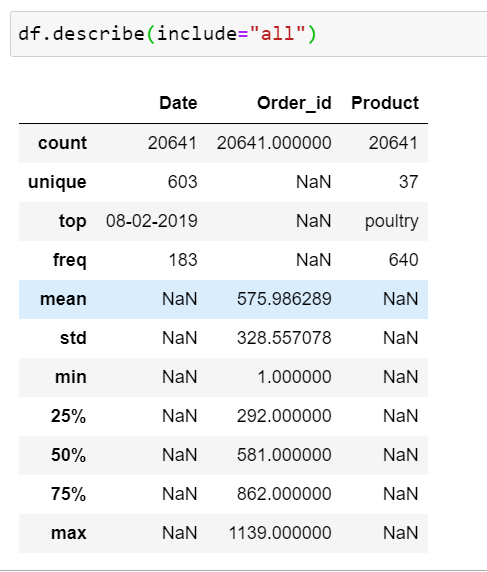 df.describe(include="all")
Date Order_id Product
count 20641 20641.000000 20641
unique 603 NaN 37
top 08-02-2019 NaN poultry
freq 183 NaN 640
mean NaN 575.986289 NaN
std NaN 328.557078 NaN
min NaN 1.000000 NaN
25% NaN 292.000000 NaN
50% NaN 581.000000 NaN
75% NaN 862.000000 NaN
max NaN 1139.000000 NaN